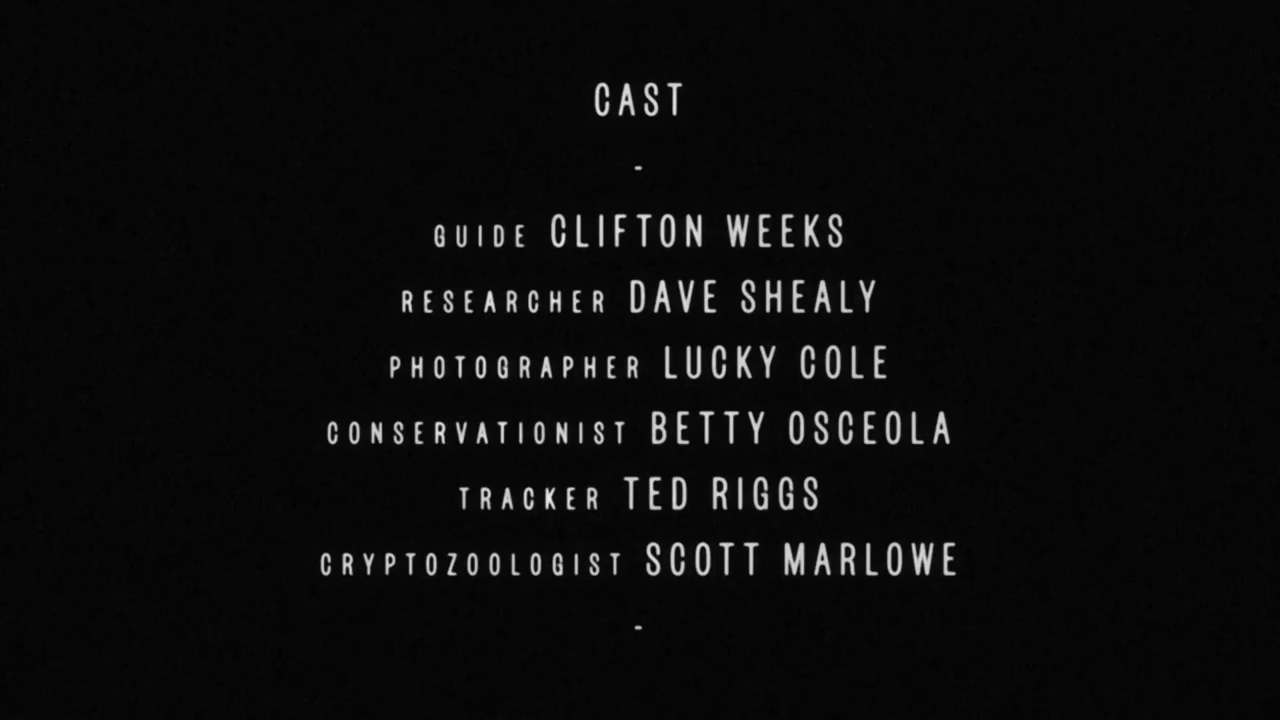 CAST
-
GUIDE CLIFTON WEEKS
RESEARCHER DAVE SHEALY
PHOTOGRAPHER LUCKY COLE
CONSERVATIONIST BETTY OSCEOLA
TRACKER TED RIGGS
CRYPTOZOOLOGIST SCOTT MARLOWE
-